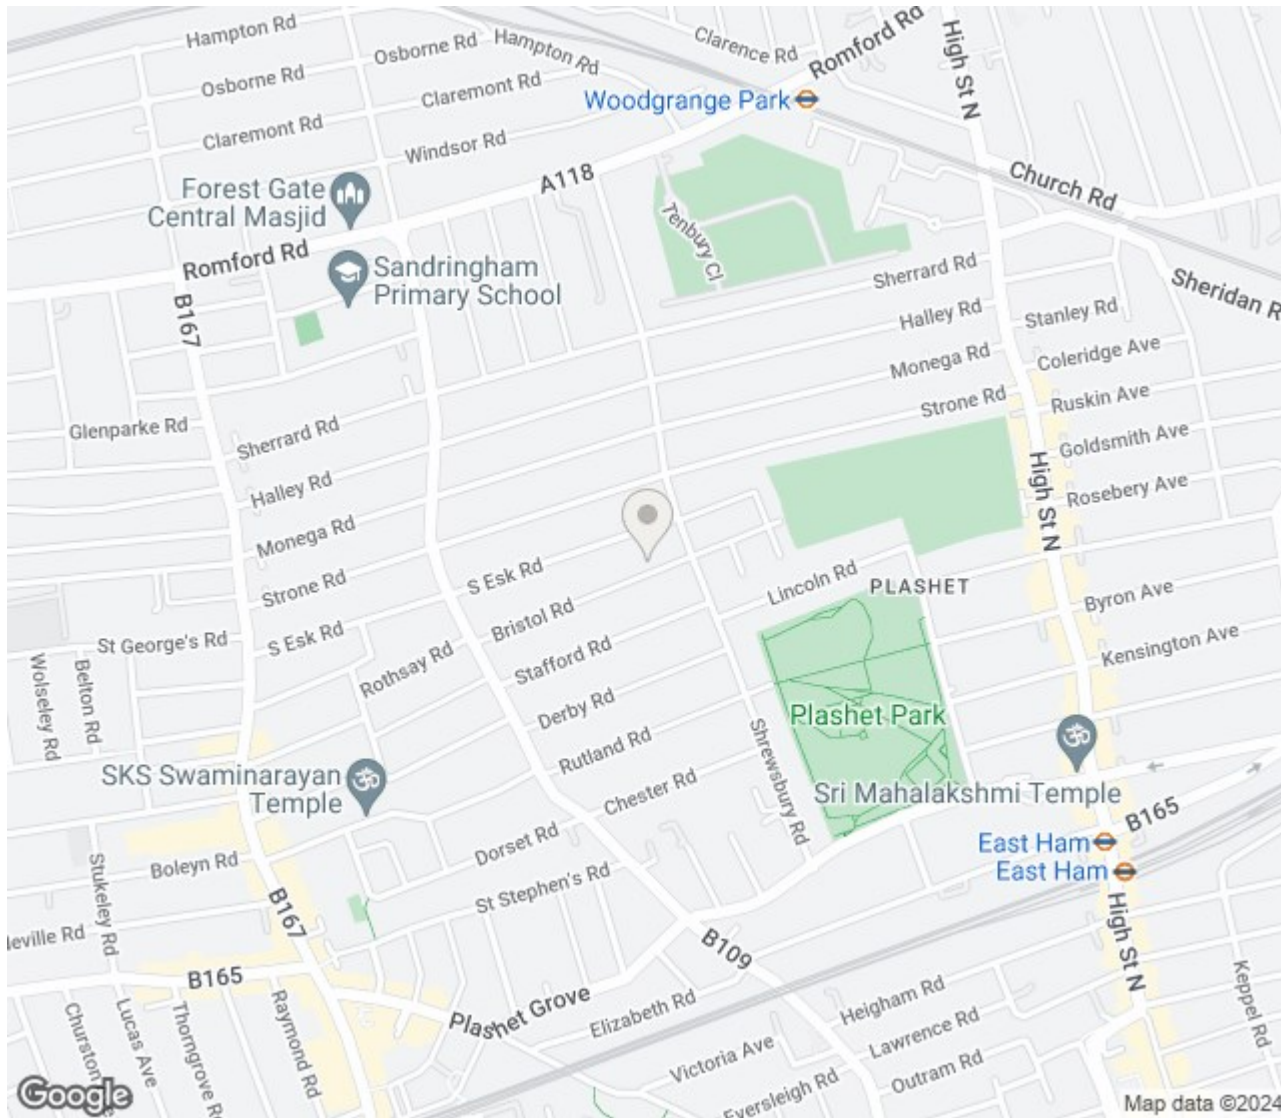 Hampton Rd
Osborne Rd
Hampton Rd
Clarence Rd
Romford Rd
High St N
Osborne Rd
Claremont Rd
Woodgrange Park
Claremont Rd
Windsor Rd
A118
Church Rd
Forest Gate
Central Masjid
Tenbury Cl
Romford Rd
Sandringham
Primary School
Sherrard Rd
Sheridan R
B167
Halley Rd
Stanley Rd
Monega Rd
Coleridge Ave
Strone Rd
Ruskin Ave
Glenparke Rd
Sherrard Rd
Goldsmith Ave
Halley Rd
High St N
Rosebery Ave
Monega Rd
S Esk Rd
Lincoln Rd
PLASHET
Strone Rd
Bristol Rd
Byron Ave
St George's Rd
S Esk Rd
Stafford Rd
Kensington Ave
Wolseley Rd
Belton Rd
Rothsay Rd
Derby Rd
Plashet Park
Rutland Rd
Shrewsbury Rd
SKS Swaminarayan
Temple
Chester Rd
Sri Mahalakshmi Temple
B165
Dorset Rd
East Ham
East Ham
Boleyn Rd
Stukeley Rd
St Stephen's Rd
B167
High St N
eville Rd
B109
B165
Keppel Rd
Plashet Grove
Elizabeth Rd
Heigham Rd
Churston
Lucas Ave
Thorngrove R
Raymond Rd
Lawrence Rd
Victoria Ave
Outram Rd
Eversleigh Rd
Google
Map data ©2024